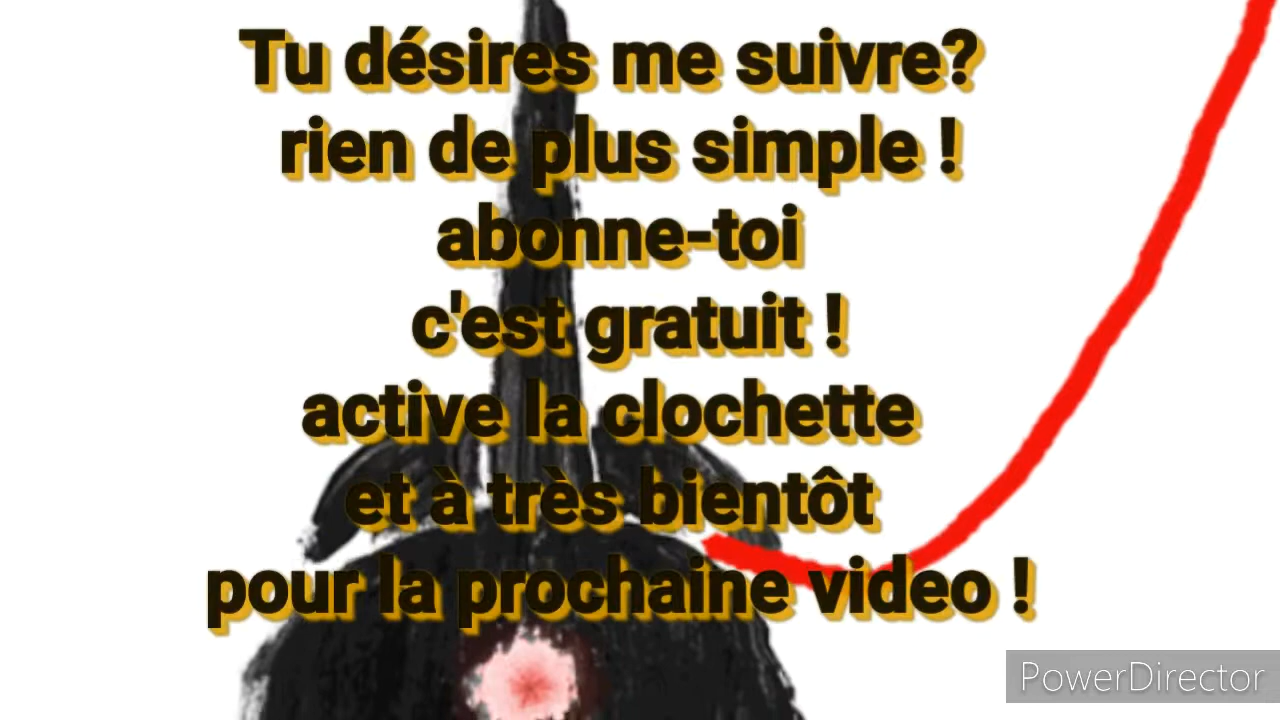 Tu désires me suivre?
rien de plus simple !
abonne-toi
c'est gratuit !
active la clochette
et à très bientôt
pour la prochaine video !
PowerDirector